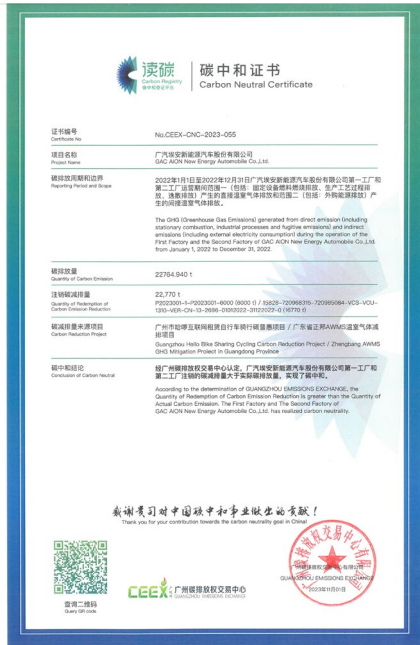 读碳
Carbon Registry
碳中和登记平台
碳中和证书
Carbon Neutral Certificate
证书编号
Certificate No
No.CEEX-CNC-2023-055
项目名称
Project Name
广汽埃安新能源汽车股份有限公司
GAC AION New Energy Automobile Co.,Ltd.
碳排放周期和边界
Reporting Period and Scope
2022年1月1日至2022年12月31日广汽埃安新能源汽车股份有限公司第一工厂和
第二工厂运营期间范围一（包括：固定设备燃料燃烧排放、生产工艺过程排
放、逸散排放）产生的直接温室气体排放和范围二（包括：外购能源排放）产
生的间接温室气体排放。
The GHG (Greenhouse Gas Emissions) generated from direct emission (including
stationary combustion, industrial processes and fugitive emissions) and indirect
emissions (including external electricity consumption) during the operation of the
First Factory and the Second Factory of GAC AION New Energy Automobile Co.,Ltd.
from January 1, 2022 to December 31, 2022.
碳排放量
Quantity of Carbon Emission
22764.940 t
注销碳减排量
Quantity of Redemption of
Carbon Emission Reduction
22,770 t
碳减排量来源项目
Carbon Reduction Project
广州市哈啰互联网租赁自行车骑行碳普惠项目 / 广东省正邦AWMS温室气体减
排项目
Guangzhou Hello Bike Sharing Cycling Carbon Reduction Project / Zhengbang AWMS
GHG Mitigation Project in Guangdong Province
碳中和结论
Conclusion of Carbon Neutral
经广州碳排放权交易中心认定，广汽埃安新能源汽车股份有限公司第一工厂和
第二工厂注销的碳减排量大于实际碳排放量，实现了碳中和。
According to the determination of GUANGZHOU EMISSIONS EXCHANGE, the
Quantity of Redemption of Carbon Emission Reduction is greater than the Quantity of
Actual Carbon Emission. The First Factory and The Second Factory of
GAC AION New Energy Automobile Co.,Ltd. has realized carbon neutrality.
感谢贵司对中国碳中和事业做出的贡献！
Thank you for your contribution towards the carbon neutrality goal in China!
查询二维码
Query QR code
CEEX
广州碳排放权交易中心
GUANGZHOU EMISSIONS EXCHANGE
广州碳排放权交易中心有限公司
GUANGZHOU EMISSIONS EXCHANGE
2023年11月01日